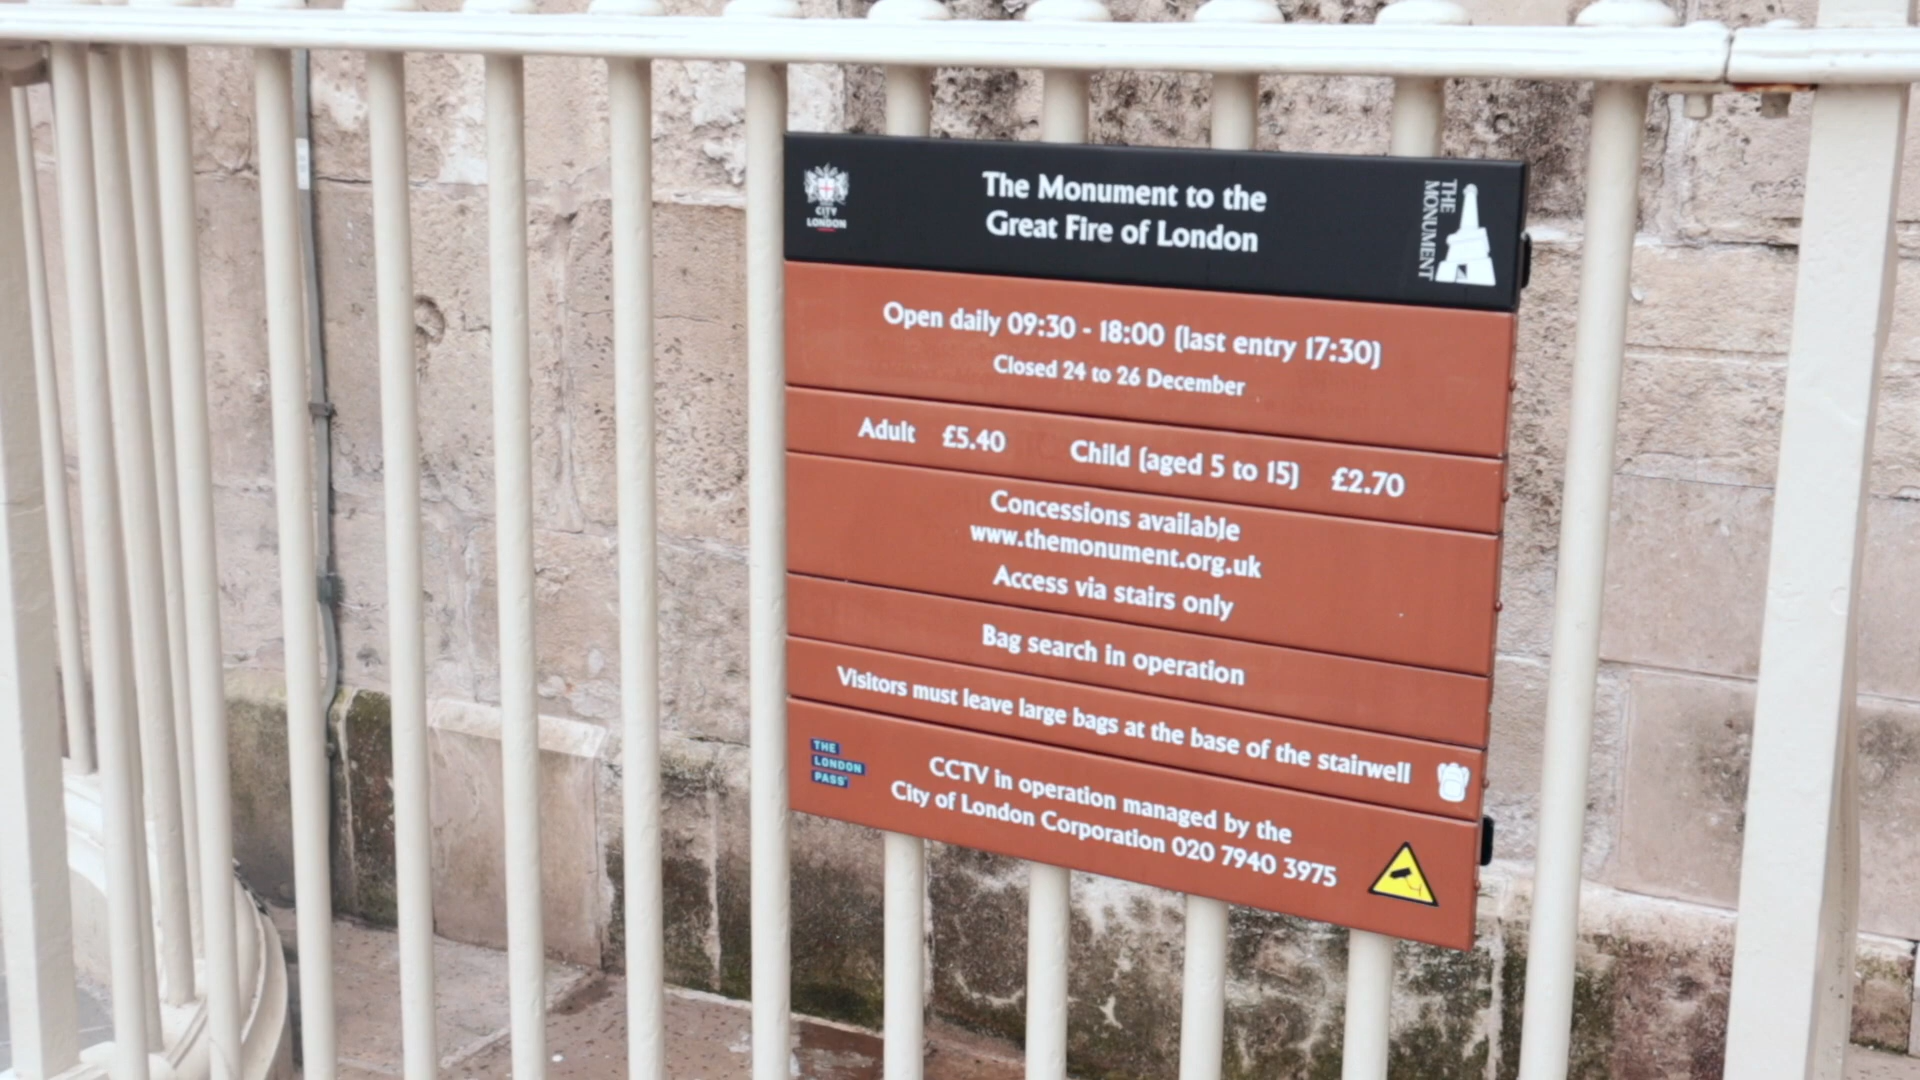 CITY
LONDON
The Monument to the
Great Fire of London
THE
MONUMENT
Open daily 09:30 - 18:00 (last entry 17:30)
Closed 24 to 26 December
Adult £5.40 Child (aged 5 to 15) £2.70
Concessions available
www.themonument.org.uk
Access via stairs only
Bag search in operation
Visitors must leave large bags at the base of the stairwell
THE
LONDON
PASS
CCTV in operation managed by the
City of London Corporation 020 7940 3975